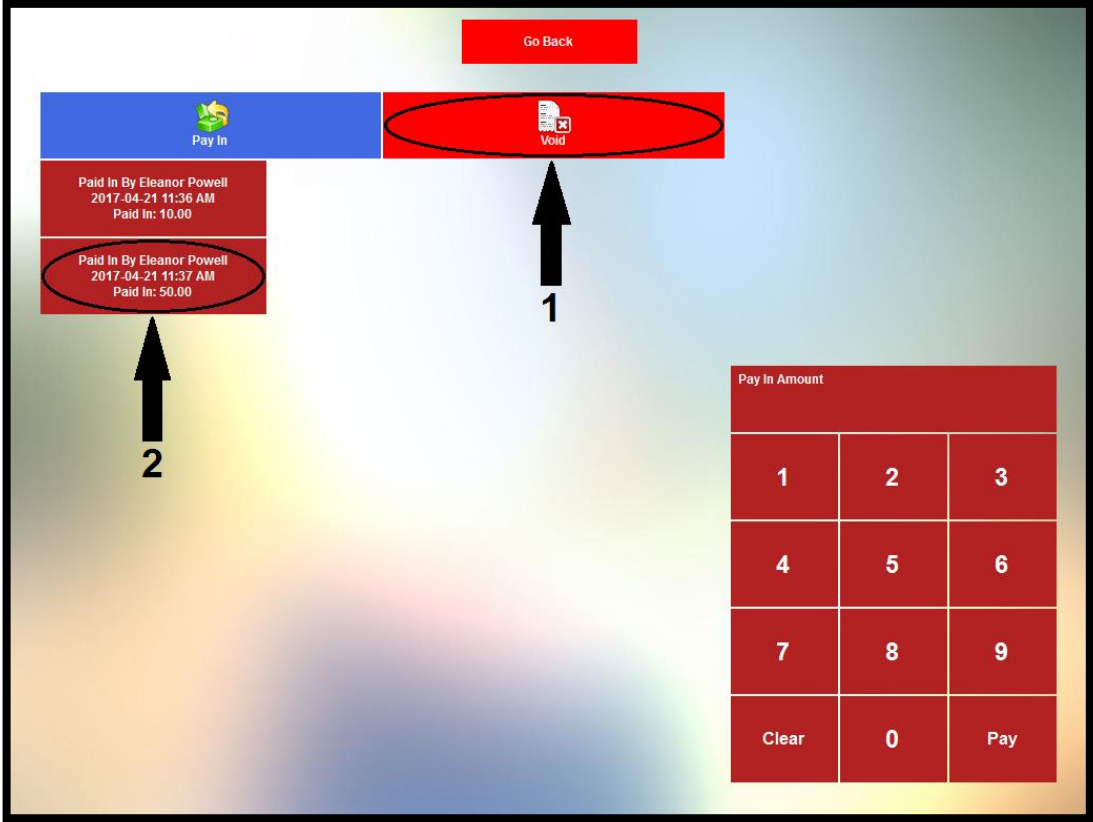 Go Back
Pay In
Void
Paid In By Eleanor Powell
2017-04-21 11:36 AM
Paid In: 10.00
Paid In By Eleanor Powell
2017-04-21 11:37 AM
Paid In: 50.00
1
2
Pay In Amount
1 2 3
4 5 6
7 8 9
Clear 0 Pay